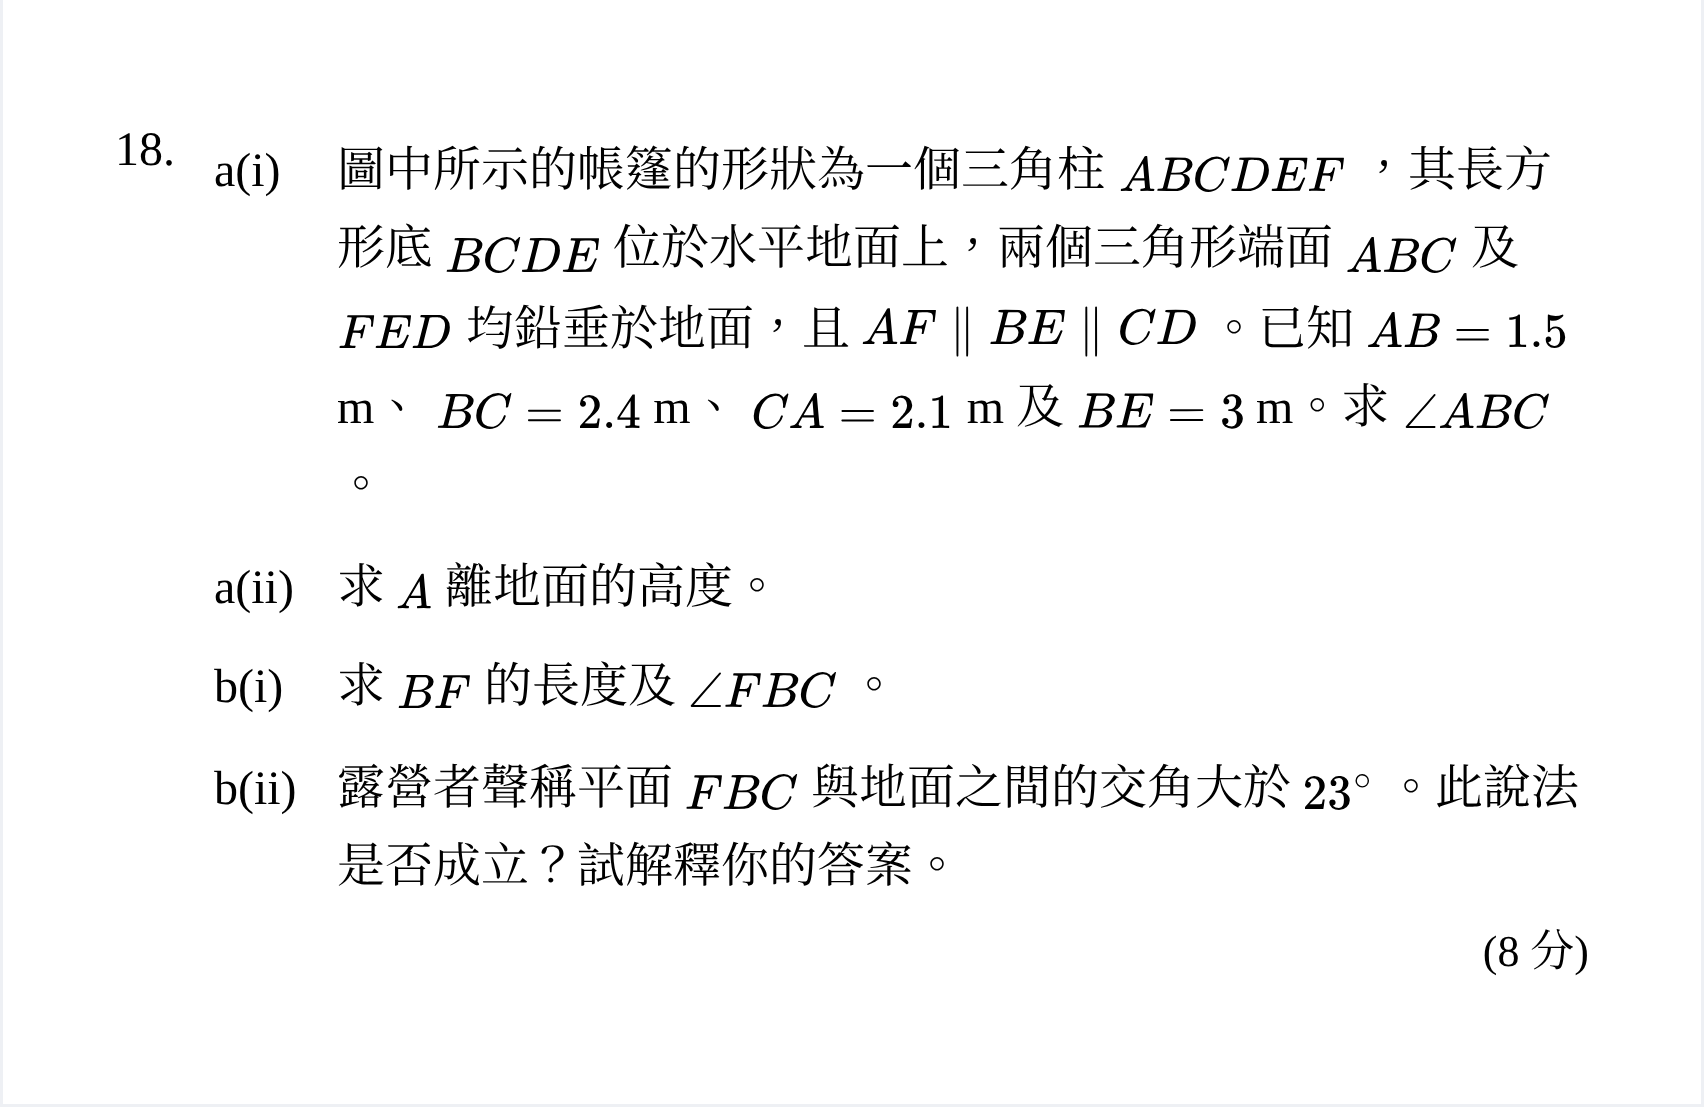 18. a(i) 圖中所示的帳篷的形狀為一個三角柱 ABCDEF ，其長方
形底 BCDE 位於水平地面上，兩個三角形端面 ABC 及
FED 均鉛垂於地面，且 AF ∥ BE ∥ CD 。已知 AB = 1.5
m、 BC = 2.4 m、 CA = 2.1 m 及 BE = 3 m。求 ∠ABC
。
a(ii) 求 A 離地面的高度。
b(i) 求 BF 的長度及 ∠FBC 。
b(ii) 露營者聲稱平面 FBC 與地面之間的交角大於 23° 。此說法
是否成立？試解釋你的答案。
(8 分)